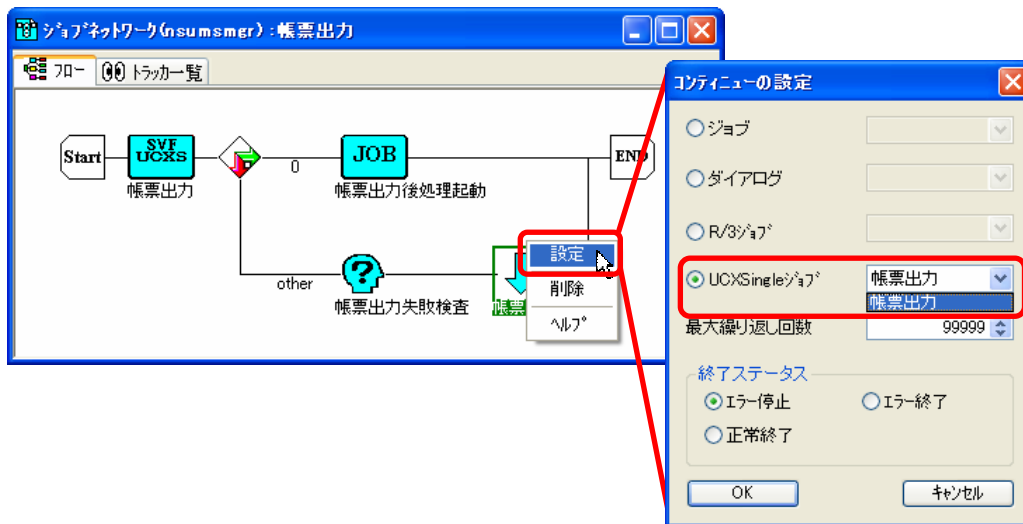 ジョブネットワーク(nsumsmgr):帳票出力
フロー
トラッカ一覧
Start
SVF
UCXS
帳票出力
0
JOB
帳票出力後処理起動
END
other
帳票出力失敗検査
帳票
設定
削除
ヘルプ
コンティニューの設定
ジョブ
ダイアログ
R/3ジョブ
UCXSingleジョブ
帳票出力
帳票出力
最大繰り返し回数
99999
終了ステータス
エラー停止
エラー終了
正常終了
OK
キャンセル